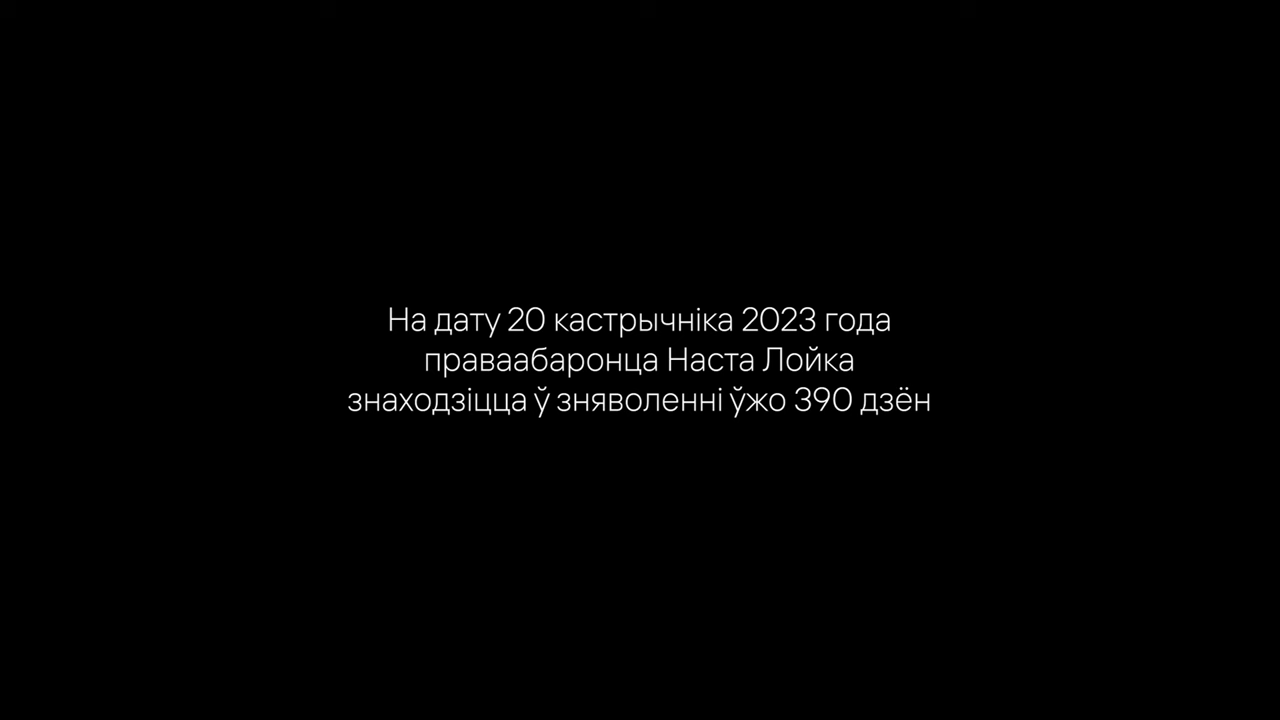 На дату 20 кастрычніка 2023 года
праваабаронца Наста Лойка
знаходзіцца ў зняволенні ўжо 390 дзён